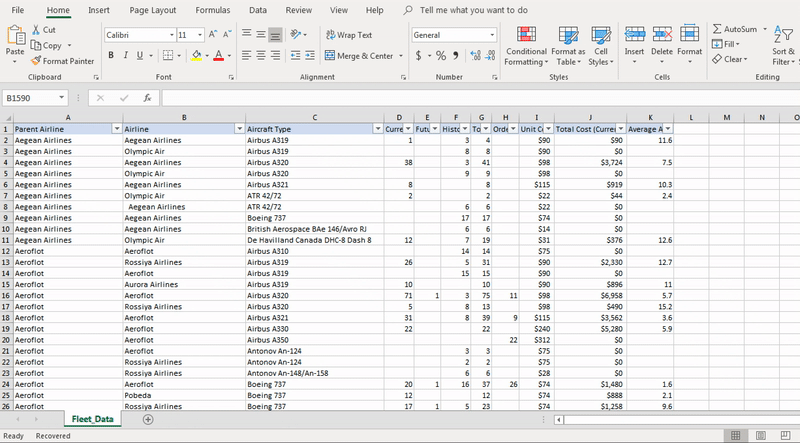 File Home Insert Page Layout Formulas Data Review View Help Tell me what you want to do
Cut
Copy
Format Painter
Paste
Clipboard
Calibri 11 A A
B I U A
Font
Wrap Text
Merge & Center
Alignment
General
$ % ,
Number
Conditional Formatting
Format as Table
Cell Styles
Styles
Insert Delete Format
Cells
AutoSum
Fill
Clear
Sort & Filter
Editing
B1590 fx
A B C D E F G H I J K L M N O
1 Parent Airline Airline Aircraft Type Curre Futu Histo To Orde Unit Co Total Cost (Curre Average A
2 Aegean Airlines Aegean Airlines Airbus A319 1 3 4 $90 $90 11.6
3 Aegean Airlines Olympic Air Airbus A319 8 8 $90 $0
4 Aegean Airlines Aegean Airlines Airbus A320 38 3 41 $98 $3,724 7.5
5 Aegean Airlines Olympic Air Airbus A320 9 9 $98 $0
6 Aegean Airlines Aegean Airlines Airbus A321 8 8 $115 $919 10.3
7 Aegean Airlines Olympic Air ATR 42/72 2 2 $22 $44 2.4
8 Aegean Airlines Aegean Airlines ATR 42/72 6 6 $22 $0
9 Aegean Airlines Aegean Airlines Boeing 737 17 17 $74 $0
10 Aegean Airlines Aegean Airlines British Aerospace BAe 146/Avro RJ 6 6 $14 $0
11 Aegean Airlines Olympic Air De Havilland Canada DHC-8 Dash 8 12 7 19 $31 $376 12.6
12 Aeroflot Aeroflot Airbus A310 14 14 $75 $0
13 Aeroflot Rossiya Airlines Airbus A319 26 5 31 $90 $2,330 12.7
14 Aeroflot Aeroflot Airbus A319 15 15 $90 $0
15 Aeroflot Aurora Airlines Airbus A319 10 10 $90 $896 11
16 Aeroflot Aeroflot Airbus A320 71 1 3 75 11 $98 $6,958 5.7
17 Aeroflot Rossiya Airlines Airbus A320 5 8 13 $98 $490 15.2
18 Aeroflot Aeroflot Airbus A321 31 8 39 9 $115 $3,562 3.6
19 Aeroflot Aeroflot Airbus A330 22 22 $240 $5,280 5.9
20 Aeroflot Aeroflot Airbus A350 22 $312 $0
21 Aeroflot Aeroflot Antonov An-124 3 3 $75 $0
22 Aeroflot Rossiya Airlines Antonov An-124 2 2 $75 $0
23 Aeroflot Rossiya Airlines Antonov An-148/An-158 6 6 $28 $0
24 Aeroflot Aeroflot Boeing 737 20 1 16 37 26 $74 $1,480 1.6
25 Aeroflot Pobeda Boeing 737 12 12 $74 $888 2.1
26 Aeroflot Rossiya Airlines Boeing 737 17 1 5 23 $74 $1,258 9.6
Fleet_Data
Ready Recovered